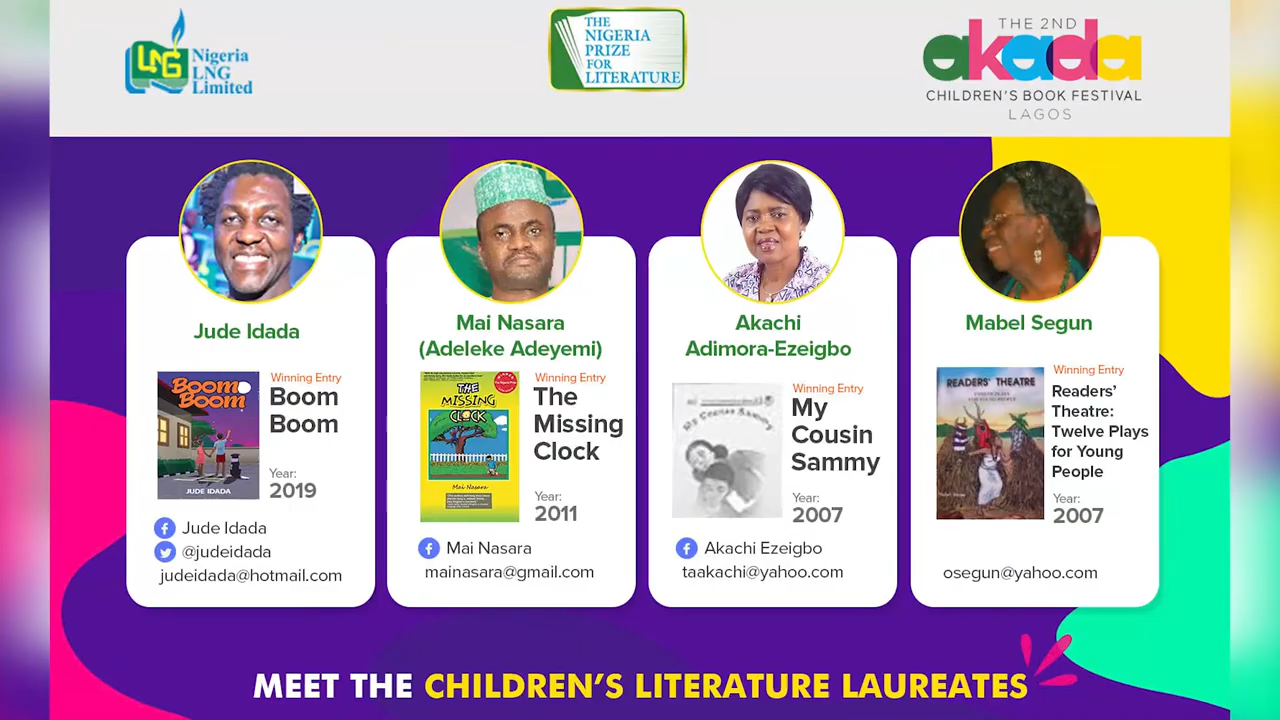 LNG
Nigeria
LNG
Limited
THE
NIGERIA
PRIZE
FOR
LITERATURE
THE 2ND
akada
CHILDREN'S BOOK FESTIVAL
LAGOS
Jude Idada
BOOM
BOOM
JUDE IDADA
Winning Entry
Boom
Boom
Year:
2019
Jude Idada
@judeidada
judeidada@hotmail.com
Mai Nasara
(Adeleke Adeyemi)
THE
MISSING
CLOCK
Mai Nasara
Winning Entry
The
Missing
Clock
Year:
2011
Mai Nasara
mainasara@gmail.com
Akachi
Adimora-Ezeigbo
My Cousin Sammy
Winning Entry
My
Cousin
Sammy
Year:
2007
Akachi Ezeigbo
taakachi@yahoo.com
Mabel Segun
READERS' THEATRE
Winning Entry
Readers'
Theatre:
Twelve Plays
for Young
People
Year:
2007
osegun@yahoo.com
MEET THE CHILDREN'S LITERATURE LAUREATES